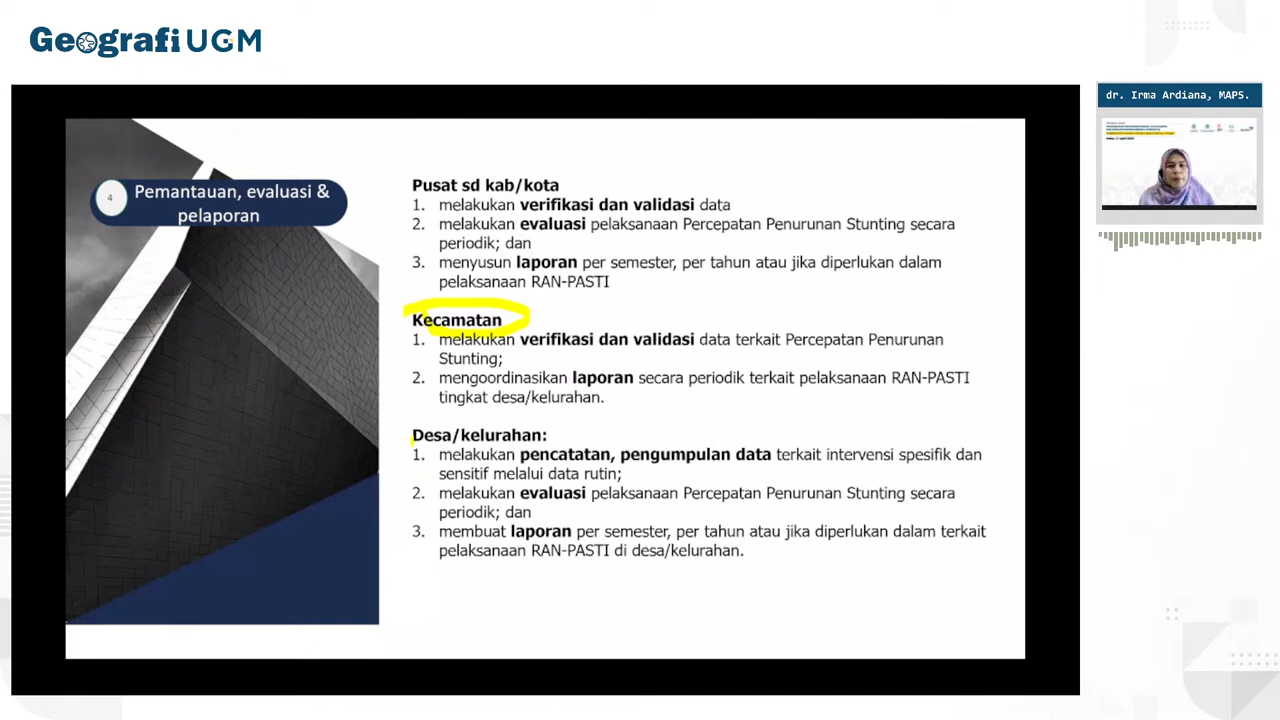 Geografi UGM
dr. Irma Ardiana, MAPS.
4
Pemantauan, evaluasi &
pelaporan
Pusat sd kab/kota
1. melakukan verifikasi dan validasi data
2. melakukan evaluasi pelaksanaan Percepatan Penurunan Stunting secara
periodik; dan
3. menyusun laporan per semester, per tahun atau jika diperlukan dalam
pelaksanaan RAN-PASTI
Kecamatan
1. melakukan verifikasi dan validasi data terkait Percepatan Penurunan
Stunting;
2. mengoordinasikan laporan secara periodik terkait pelaksanaan RAN-PASTI
tingkat desa/kelurahan.
Desa/kelurahan:
1. melakukan pencatatan, pengumpulan data terkait intervensi spesifik dan
sensitif melalui data rutin;
2. melakukan evaluasi pelaksanaan Percepatan Penurunan Stunting secara
periodik; dan
3. membuat laporan per semester, per tahun atau jika diperlukan dalam terkait
pelaksanaan RAN-PASTI di desa/kelurahan.